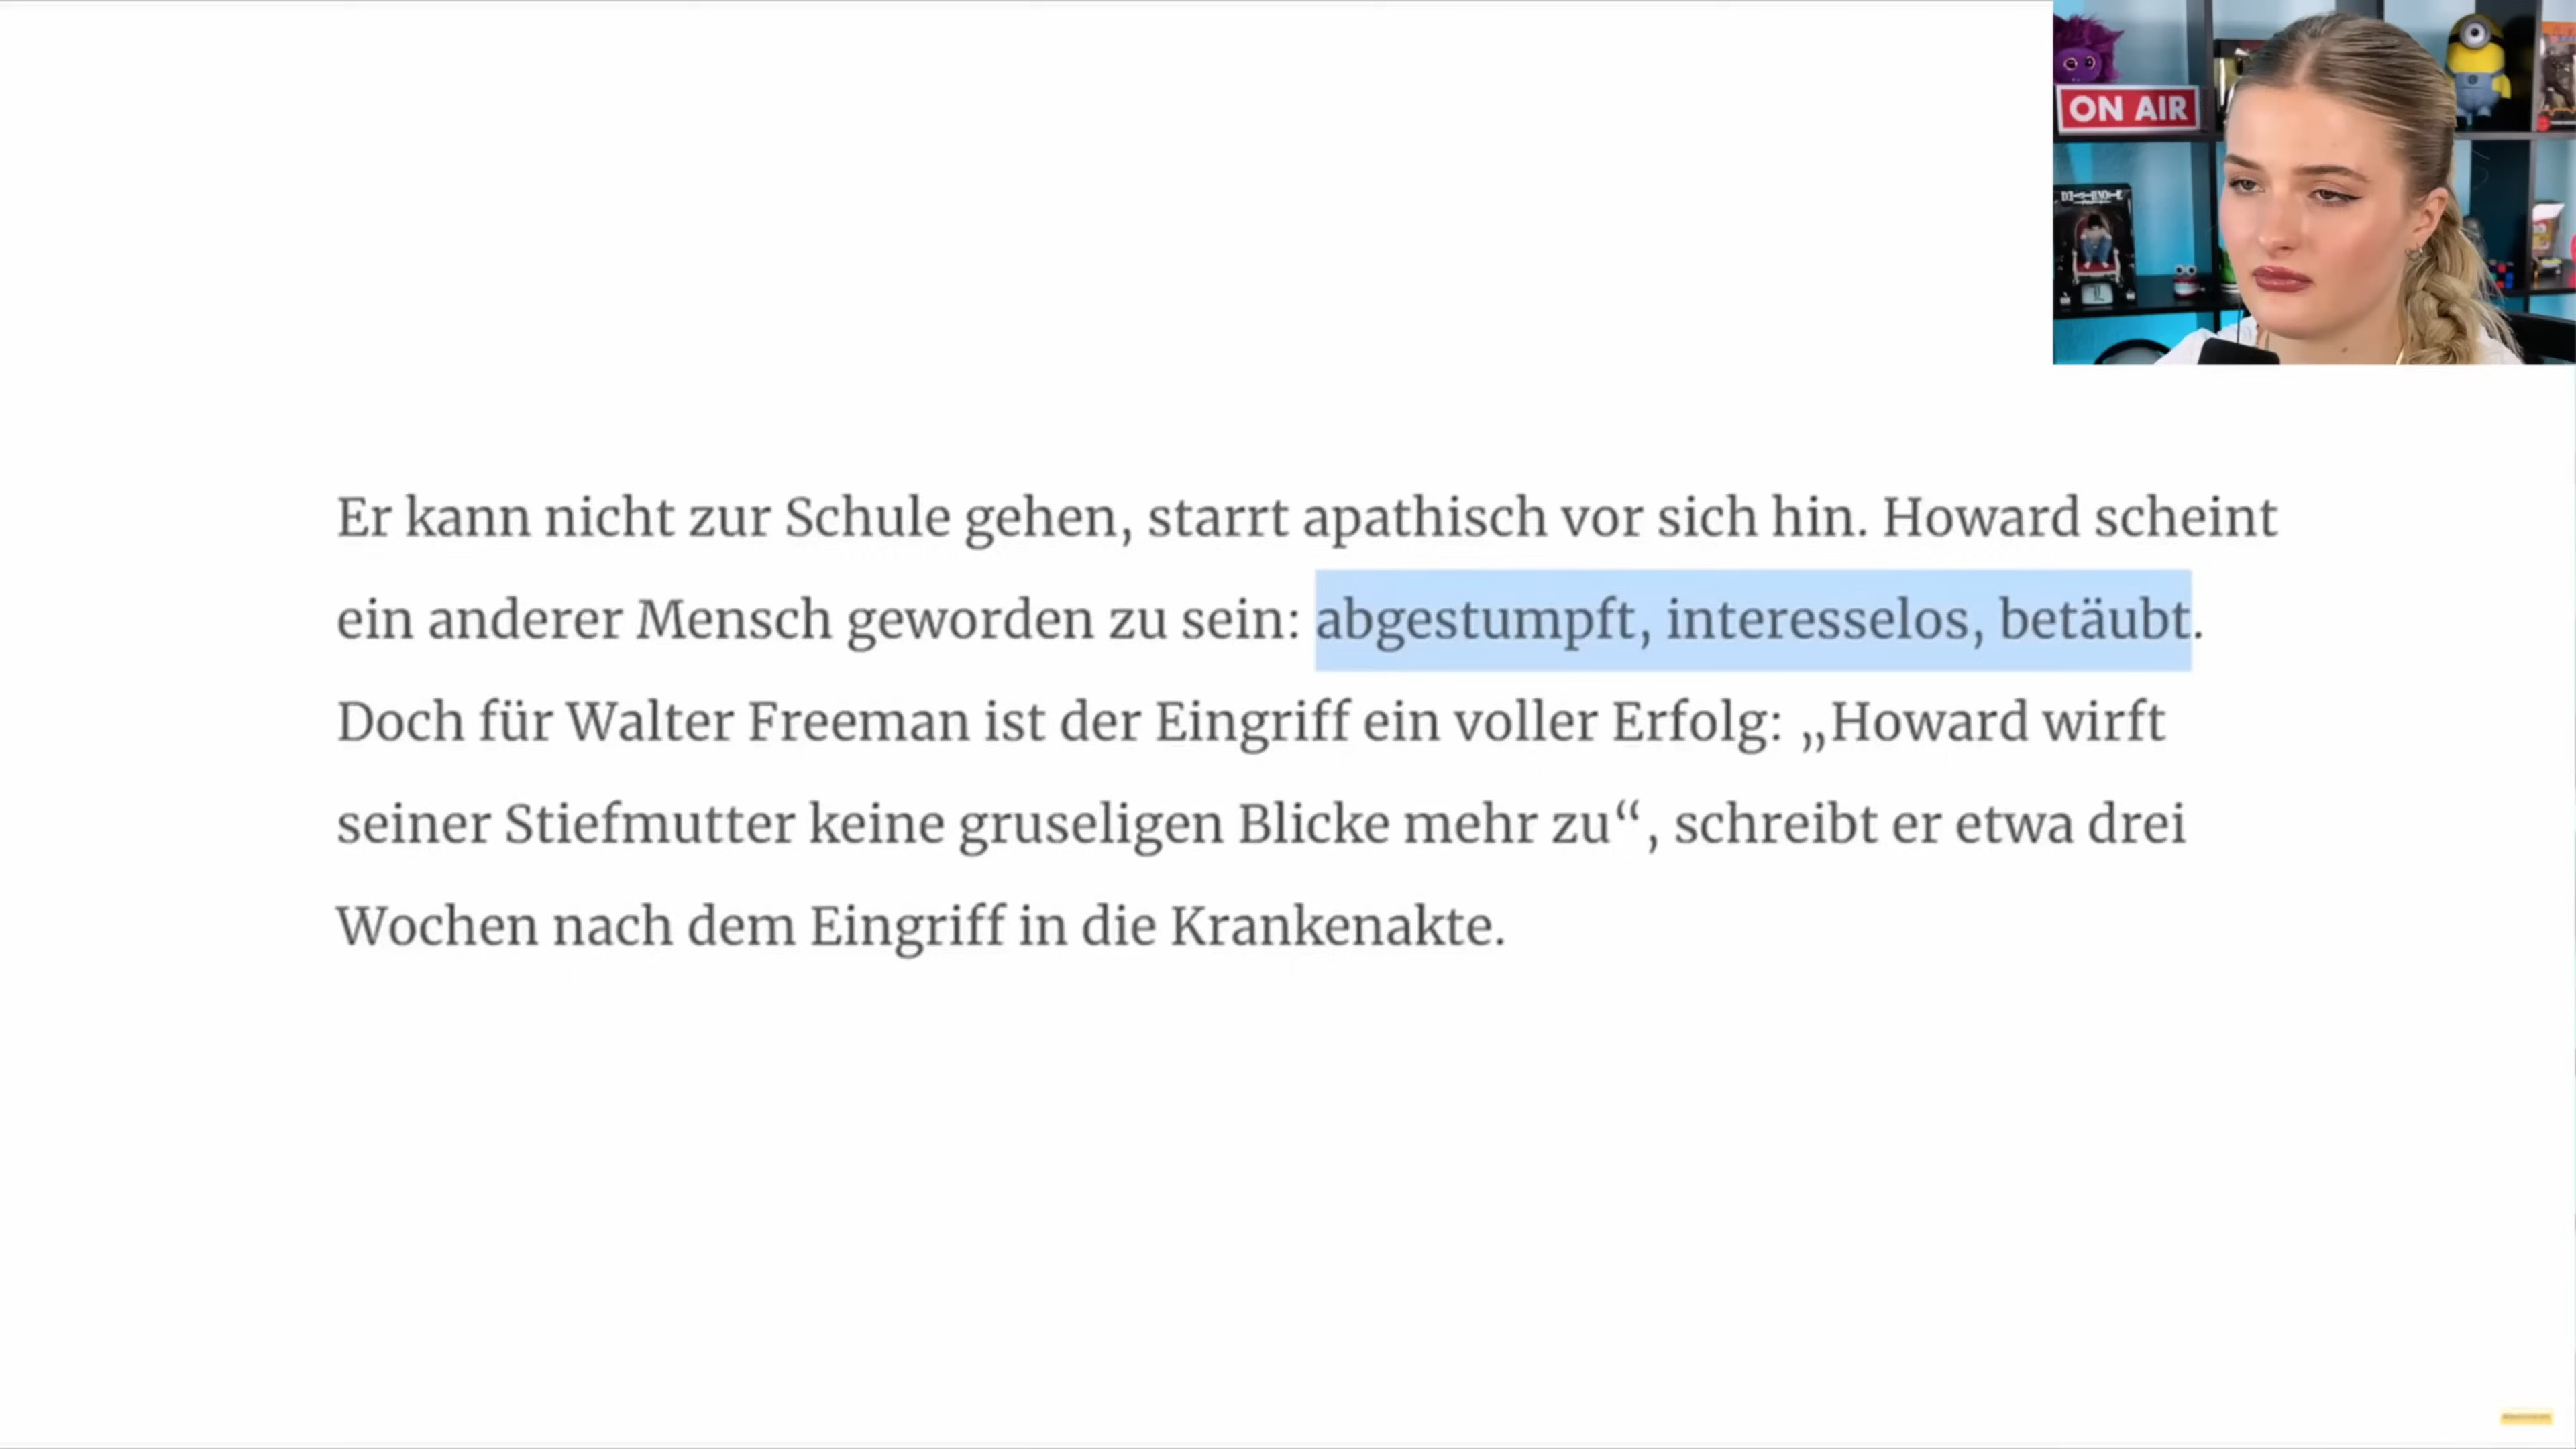 ON AIR
Er kann nicht zur Schule gehen, starrt apathisch vor sich hin. Howard scheint
ein anderer Mensch geworden zu sein: abgestumpft, interesselos, betäubt.
Doch für Walter Freeman ist der Eingriff ein voller Erfolg: „Howard wirft
seiner Stiefmutter keine gruseligen Blicke mehr zu“, schreibt er etwa drei
Wochen nach dem Eingriff in die Krankenakte.